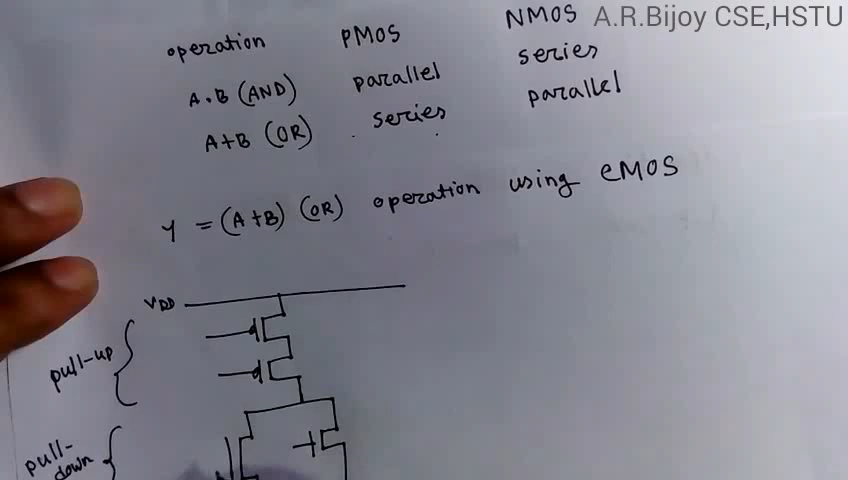 A.R.Bijoy CSE,HSTU
operation PMOS NMOS
A.B (AND) parallel series
A+B (OR) series parallel
Y = (A+B) (OR) operation using CMOS
VDD
pull-up
pull-
down